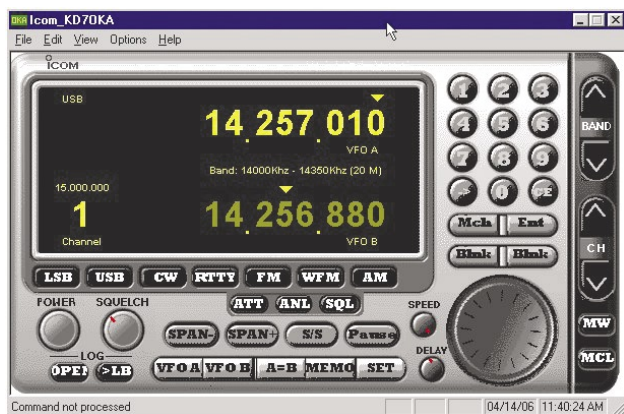 OKA Icom_KD7OKA
File Edit View Options Help
ICOM
USB
14.257.010
VFO A
Band: 14000Khz - 14350Khz (20 M)
15.000.000
1
Channel
14.256.880
VFO B
1 2 3
4 5 6
7 8 9
-> 0 CE
Mch Ent
Blnk Blnk
BAND
CH
MW
MCL
LSB USB CW RTTY FM WFM AM
POWER SQUELCH
ATT ANL SQL
SPEED
SPAN- SPAN+ S/S Pause
DELAY
LOG
OPEN >LB
VFO A VFO B A=B MEMO SET
Command not processed
04/14/06 11:40:24 AM